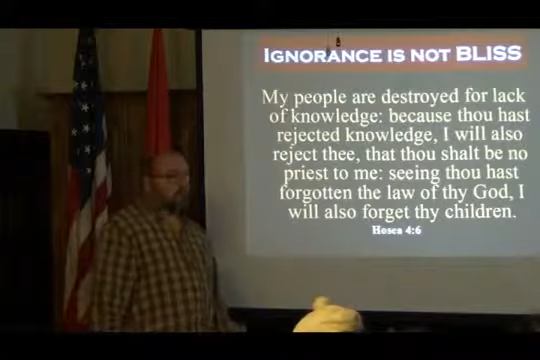 IGNORANCE IS NOT BLISS
My people are destroyed for lack
of knowledge: because thou hast
rejected knowledge, I will also
reject thee, that thou shalt be no
priest to me: seeing thou hast
forgotten the law of thy God, I
will also forget thy children.
Hosea 4:6